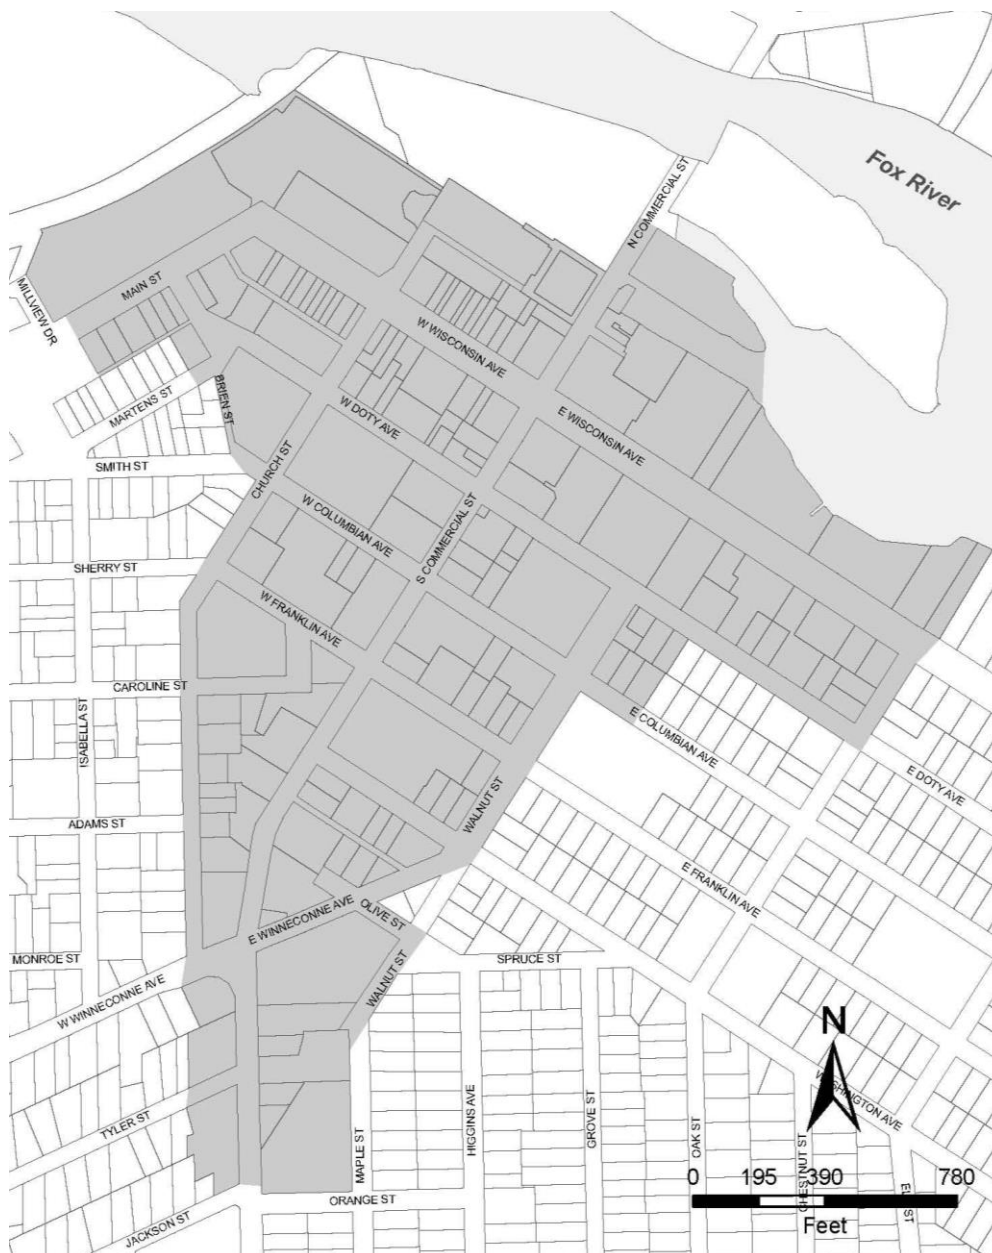 Fox River
N COMMERCIAL ST
MAIN ST
MILLVIEW DR
W WISCONSIN AVE
MARTENS ST
BRIEN ST
W DOTY AVE
E WISCONSIN AVE
SMITH ST
CHURCH ST
W COLUMBIAN AVE
S COMMERCIAL ST
SHERRY ST
W FRANKLIN AVE
CAROLINE ST
ISABELLA ST
E COLUMBIAN AVE
E DOTY AVE
WALNUT ST
ADAMS ST
E FRANKLIN AVE
E WINNECONNE AVE
OLIVE ST
MONROE ST
SPRUCE ST
WALNUT ST
W WINNECONNE AVE
N
WASHINGTON AVE
TYLER ST
MAPLE ST
HIGGINS AVE
GROVE ST
OAK ST
CHESTNUT ST
0 195 390 780
Feet
ORANGE ST
JACKSON ST